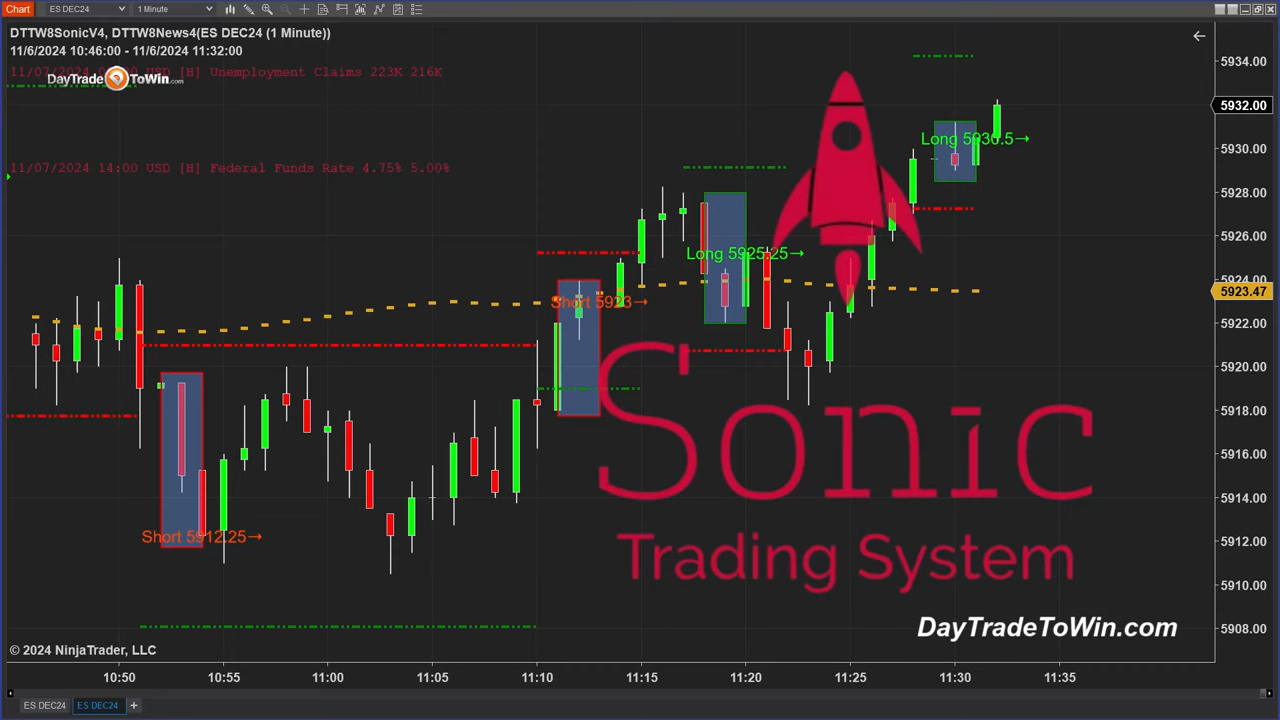 Chart
ES DEC24
1 Minute
DTTW8SonicV4, DTTW8News4(ES DEC24 (1 Minute))
11/6/2024 10:46:00 - 11/6/2024 11:32:00
11/07/2024 USD [H] Unemployment Claims 223K 216K
DayTradeToWin.com
11/07/2024 14:00 USD [H] Federal Funds Rate 4.75% 5.00%
Long 5930.5→
Long 5925.25→
Short 5923→
Short 5912.25→
Sonic
Trading System
DayTradeToWin.com
5934.00
5932.00
5930.00
5928.00
5926.00
5924.00
5923.47
5922.00
5920.00
5918.00
5916.00
5914.00
5912.00
5910.00
5908.00
© 2024 NinjaTrader, LLC
10:50
10:55
11:00
11:05
11:10
11:15
11:20
11:25
11:30
11:35
ES DEC24
ES DEC24
+